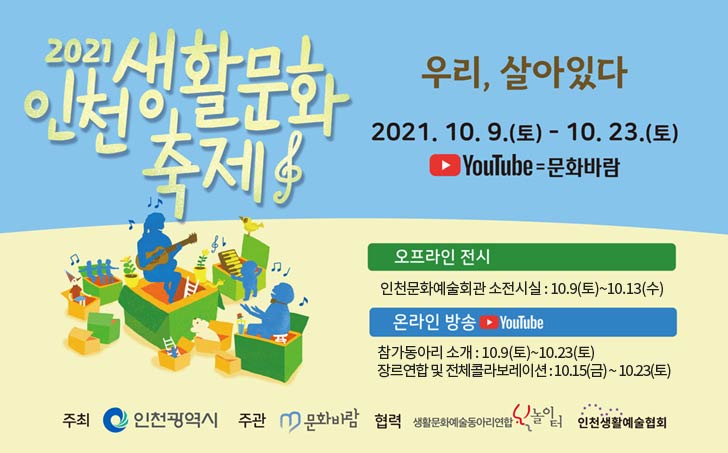 2021
인천생활문화
축제
우리, 살아있다
2021. 10. 9.(토) - 10. 23.(토)
YouTube = 문화바람
오프라인 전시
인천문화예술회관 소전시실 : 10.9(토)~10.13(수)
온라인 방송 YouTube
참가동아리 소개 : 10.9(토)~10.23(토)
장르연합 및 전체콜라보레이션 : 10.15(금) ~ 10.23(토)
주최 인천광역시 주관 문화바람 협력 생활문화예술동아리연합 놀이터 인천생활예술협회